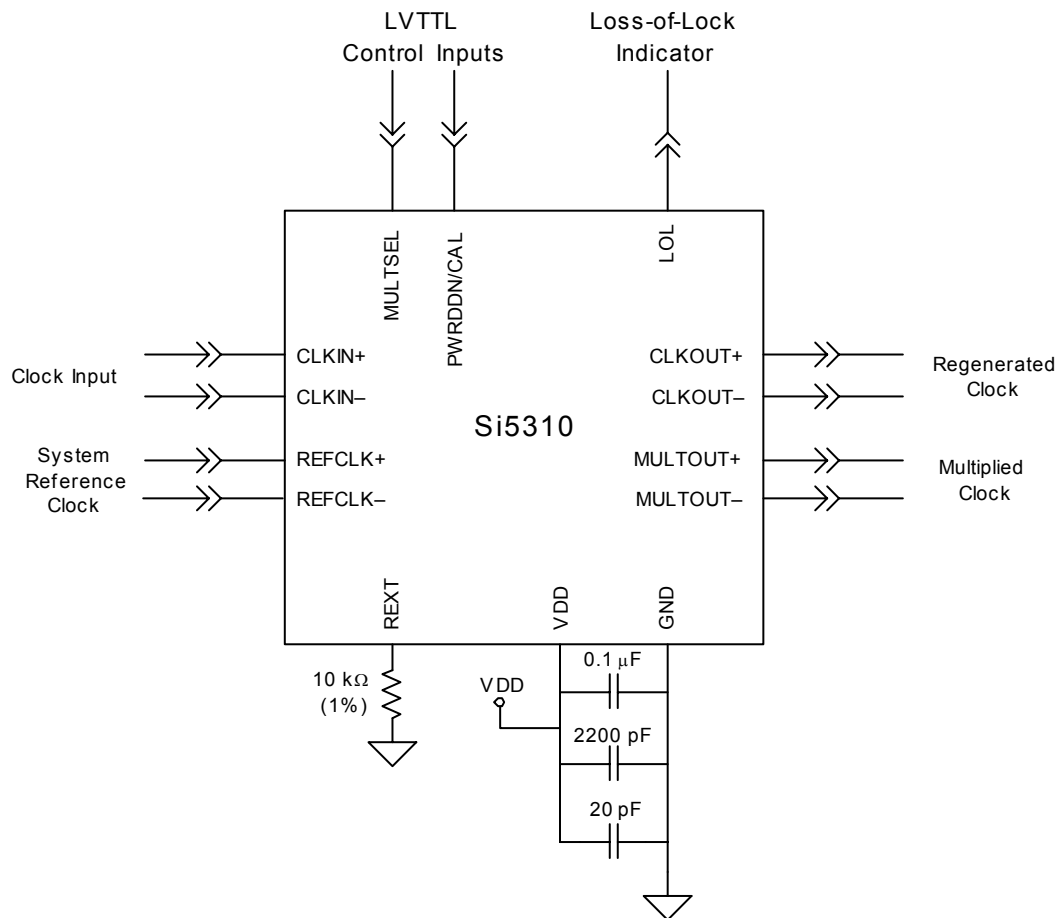 LVTTL
Control Inputs
Loss-of-Lock
Indicator
MULTSEL
PWRDDN/CAL
LOL
Clock Input
CLKIN+
CLKIN–
System
Reference
Clock
REFCLK+
REFCLK–
Si5310
CLKOUT+
CLKOUT–
Regenerated
Clock
MULTOUT+
MULTOUT–
Multiplied
Clock
REXT
VDD
GND
10 kΩ
(1%)
VDD
0.1 μF
2200 pF
20 pF